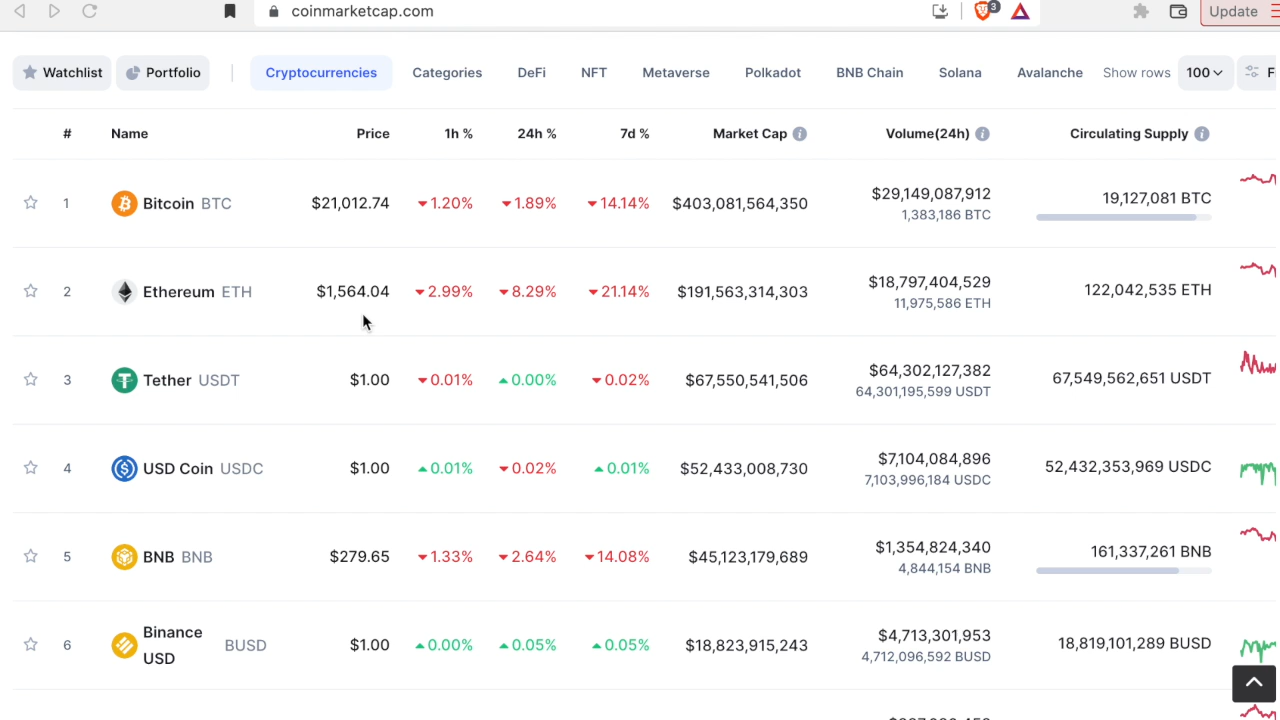 coinmarketcap.com 3 Update
Watchlist Portfolio Cryptocurrencies Categories DeFi NFT Metaverse Polkadot BNB Chain Solana Avalanche Show rows 100 F
# Name Price 1h % 24h % 7d % Market Cap Volume(24h) Circulating Supply
1 Bitcoin BTC $21,012.74 1.20% 1.89% 14.14% $403,081,564,350 $29,149,087,912 19,127,081 BTC
1,383,186 BTC
2 Ethereum ETH $1,564.04 2.99% 8.29% 21.14% $191,563,314,303 $18,797,404,529 122,042,535 ETH
11,975,586 ETH
3 Tether USDT $1.00 0.01% 0.00% 0.02% $67,550,541,506 $64,302,127,382 67,549,562,651 USDT
64,301,195,599 USDT
4 USD Coin USDC $1.00 0.01% 0.02% 0.01% $52,433,008,730 $7,104,084,896 52,432,353,969 USDC
7,103,996,184 USDC
5 BNB BNB $279.65 1.33% 2.64% 14.08% $45,123,179,689 $1,354,824,340 161,337,261 BNB
4,844,154 BNB
6 Binance USD BUSD $1.00 0.00% 0.05% 0.05% $18,823,915,243 $4,713,301,953 18,819,101,289 BUSD
4,712,096,592 BUSD